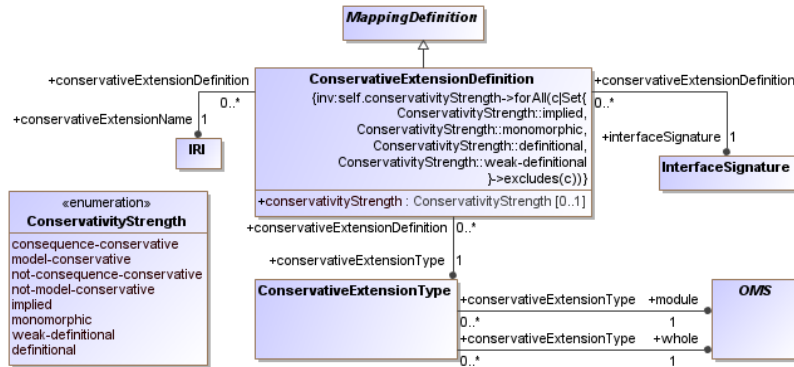 MappingDefinition
ConservativeExtensionDefinition
{inv:self.conservativityStrength->forAll(c|Set{
ConservativityStrength::implied,
ConservativityStrength::monomorphic,
ConservativityStrength::definitional,
ConservativityStrength::weak-definitional
}->excludes(c))}
+conservativityStrength : ConservativityStrength [0..1]
+conservativeExtensionDefinition
0..*
+conservativeExtensionName 1
IRI
+conservativeExtensionDefinition
0..*
+interfaceSignature 1
InterfaceSignature
«enumeration»
ConservativityStrength
consequence-conservative
model-conservative
not-consequence-conservative
not-model-conservative
implied
monomorphic
weak-definitional
definitional
+conservativeExtensionDefinition 0..*
+conservativeExtensionType 1
ConservativeExtensionType
+conservativeExtensionType +module
0..* 1
+conservativeExtensionType +whole
0..* 1
OMS